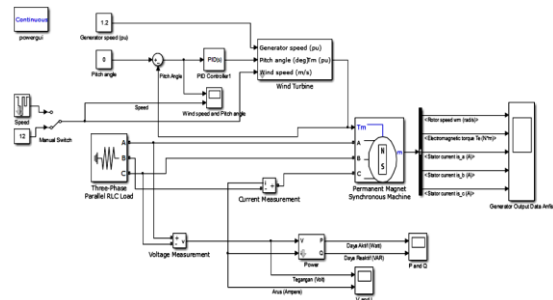 Continuous
powergui
1.2
Generator speed (pu)
0
Pitch angle
Pitch Angle
PID(s)
PID Controller1
Generator speed (pu)
Pitch angle (deg)Tm (pu)
Wind speed (m/s)
Wind Turbine
Speed
Wind speed and Pitch angle
Speed
12
Manual Switch
A
B
C
Three-Phase
Parallel RLC Load
Current Measurement
Tm
A
B
C
N
S
m
Permanent Magnet
Synchronous Machine
<Rotor speed wm (rad/s)>
<Electromagnetic torque Te (N*m)>
<Stator current is_a (A)>
<Stator current is_b (A)>
<Stator current is_c (A)>
Generator Output Data
Voltage Measurement
v
V
I
P
Q
Power
Daya Aktif (Watt)
Daya Reaktif (VAR)
P and Q
Tegangan (Volt)
Arus (Ampere)